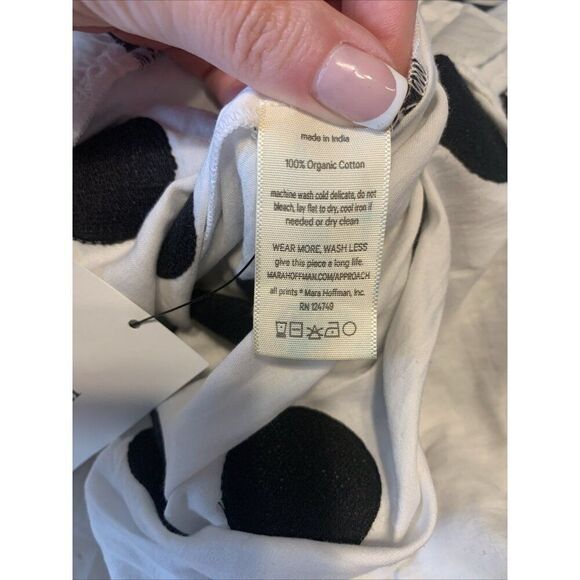 made in India
100% Organic Cotton
machine wash cold delicate, do not
bleach, lay flat to dry, cool iron if
needed or dry clean
WEAR MORE, WASH LESS
give this piece a long life.
MARAHOFFMAN.COM/APPROACH
all prints ® Mara Hoffman, Inc.
RN 124749